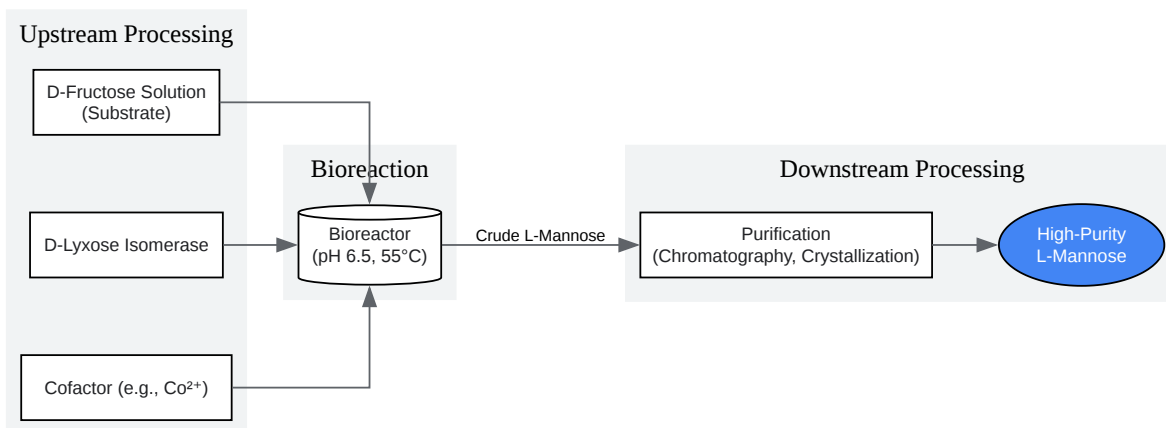 Upstream Processing
D-Fructose Solution
(Substrate)
D-Lyxose Isomerase
Cofactor (e.g., Co²⁺)
Bioreaction
Bioreactor
(pH 6.5, 55°C)
Crude L-Mannose
Downstream Processing
Purification
(Chromatography, Crystallization)
High-Purity
L-Mannose